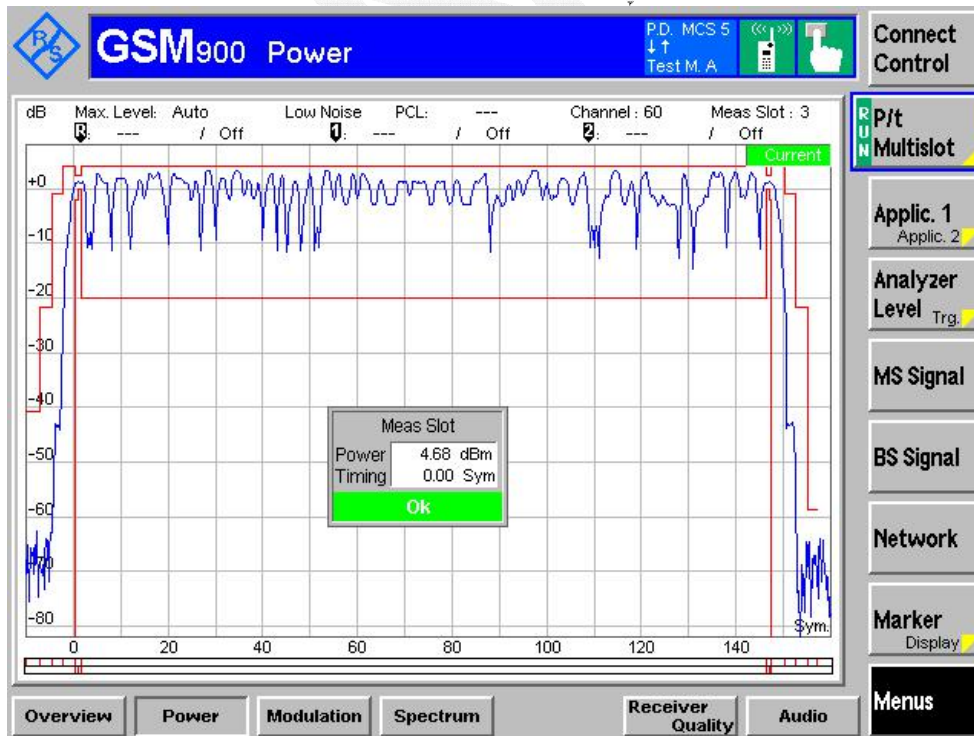 R/S
GSM900 Power
P.D. MCS 5
↓↑
Test M. A
Connect
Control
dB Max. Level: Auto Low Noise PCL: --- Channel : 60 Meas Slot : 3
R: --- / Off 1: --- / Off 2: --- / Off
Current
+0
-10
-20
-30
-40
-50
-60
-70
-80
Meas Slot
Power 4.68 dBm
Timing 0.00 Sym
Ok
Sym.
0 20 40 60 80 100 120 140
RUN
P/t
Multislot
Applic. 1
Applic. 2
Analyzer
Level Trg.
MS Signal
BS Signal
Network
Marker
Display
Menus
Overview Power Modulation Spectrum Receiver Quality Audio